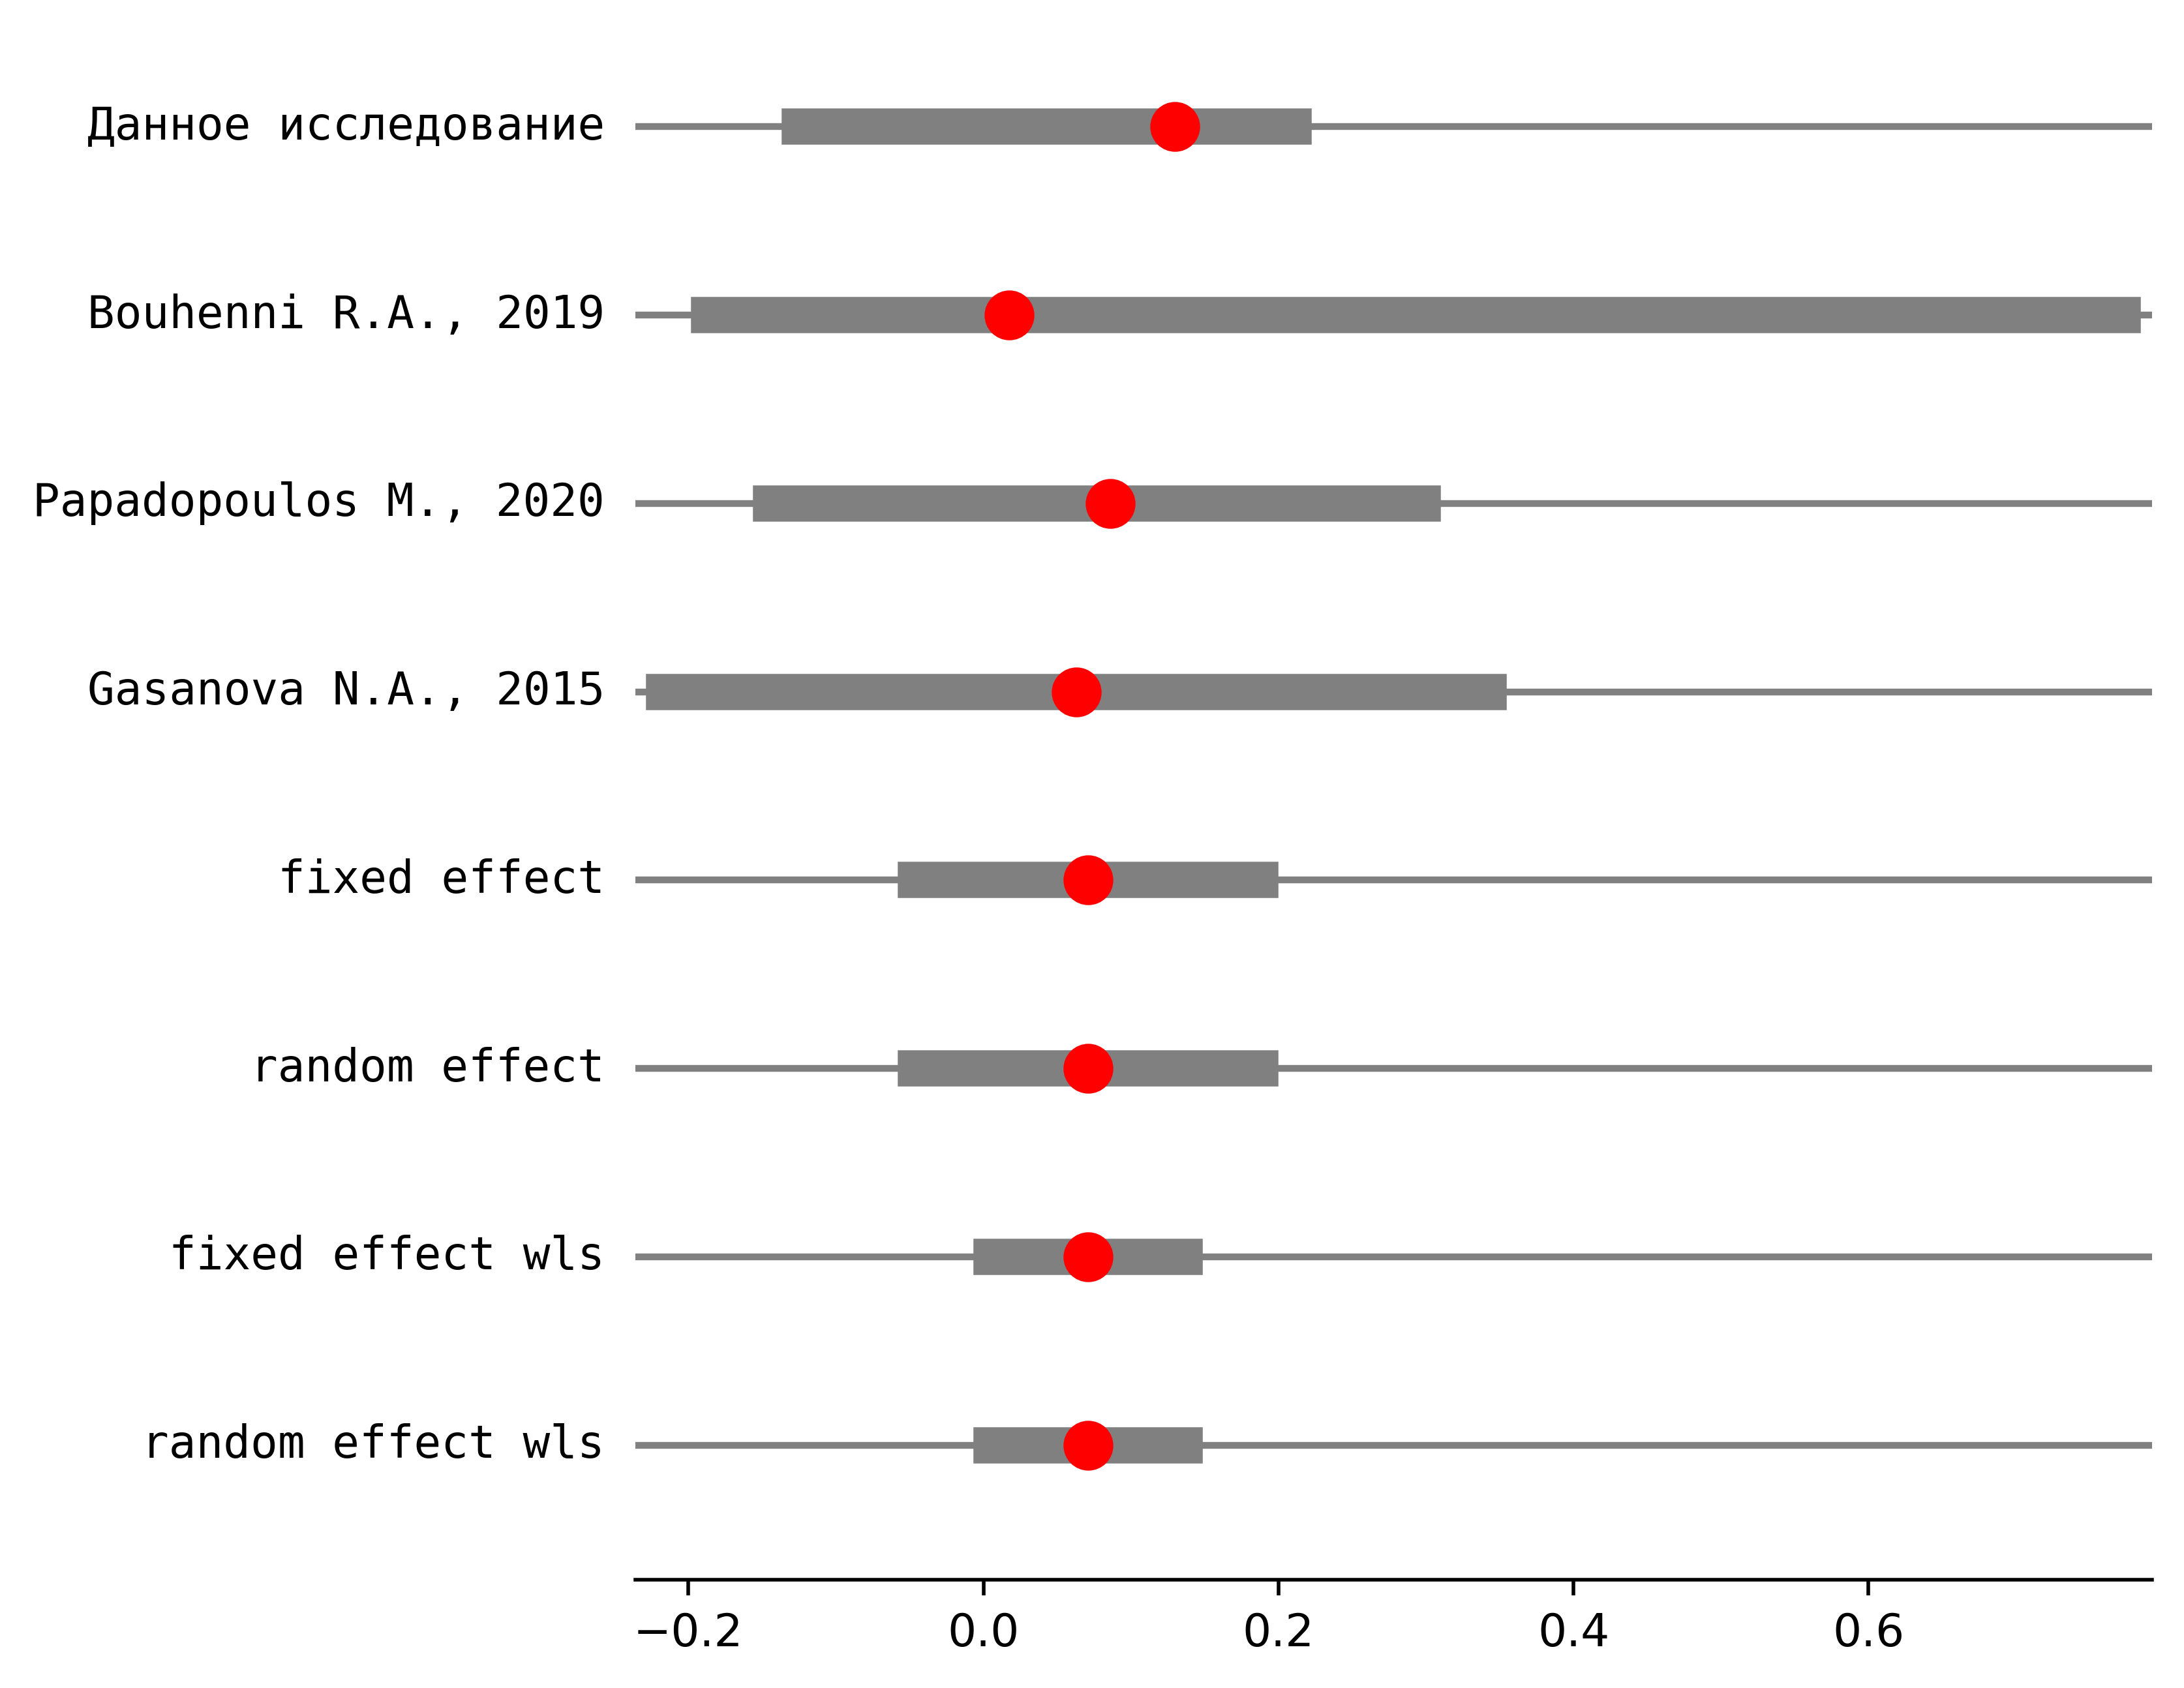 Данное исследование
Bouhenni R.A., 2019
Papadopoulos M., 2020
Gasanova N.A., 2015
fixed effect
random effect
fixed effect wls
random effect wls
−0.2 0.0 0.2 0.4 0.6